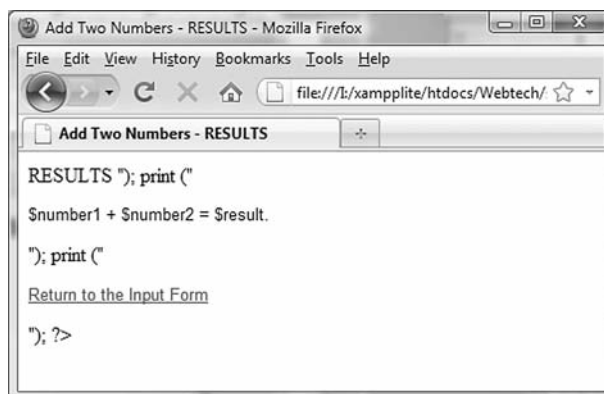 Add Two Numbers - RESULTS - Mozilla Firefox
File Edit View History Bookmarks Tools Help
file:///I:/xampplite/htdocs/Webtech/
Add Two Numbers - RESULTS
RESULTS "); print ("
$number1 + $number2 = $result.
"); print ("
Return to the Input Form
"); ?>